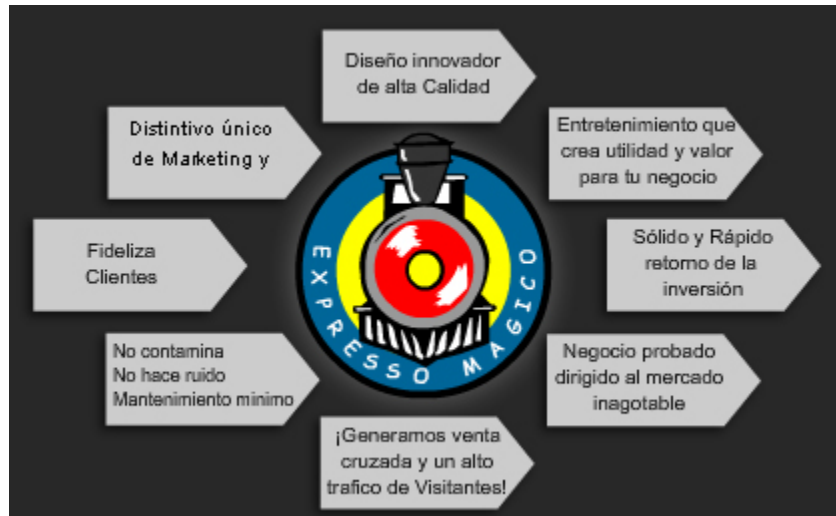 Diseño innovador
de alta Calidad
Distintivo único
de Marketing y
Entretenimiento que
crea utilidad y valor
para tu negocio
Fideliza
Clientes
Sólido y Rápido
retorno de la
inversión
EXPRESSO MAGICO
No contamina
No hace ruido
Mantenimiento minimo
Negocio probado
dirigido al mercado
inagotable
¡Generamos venta
cruzada y un alto
trafico de Visitantes!